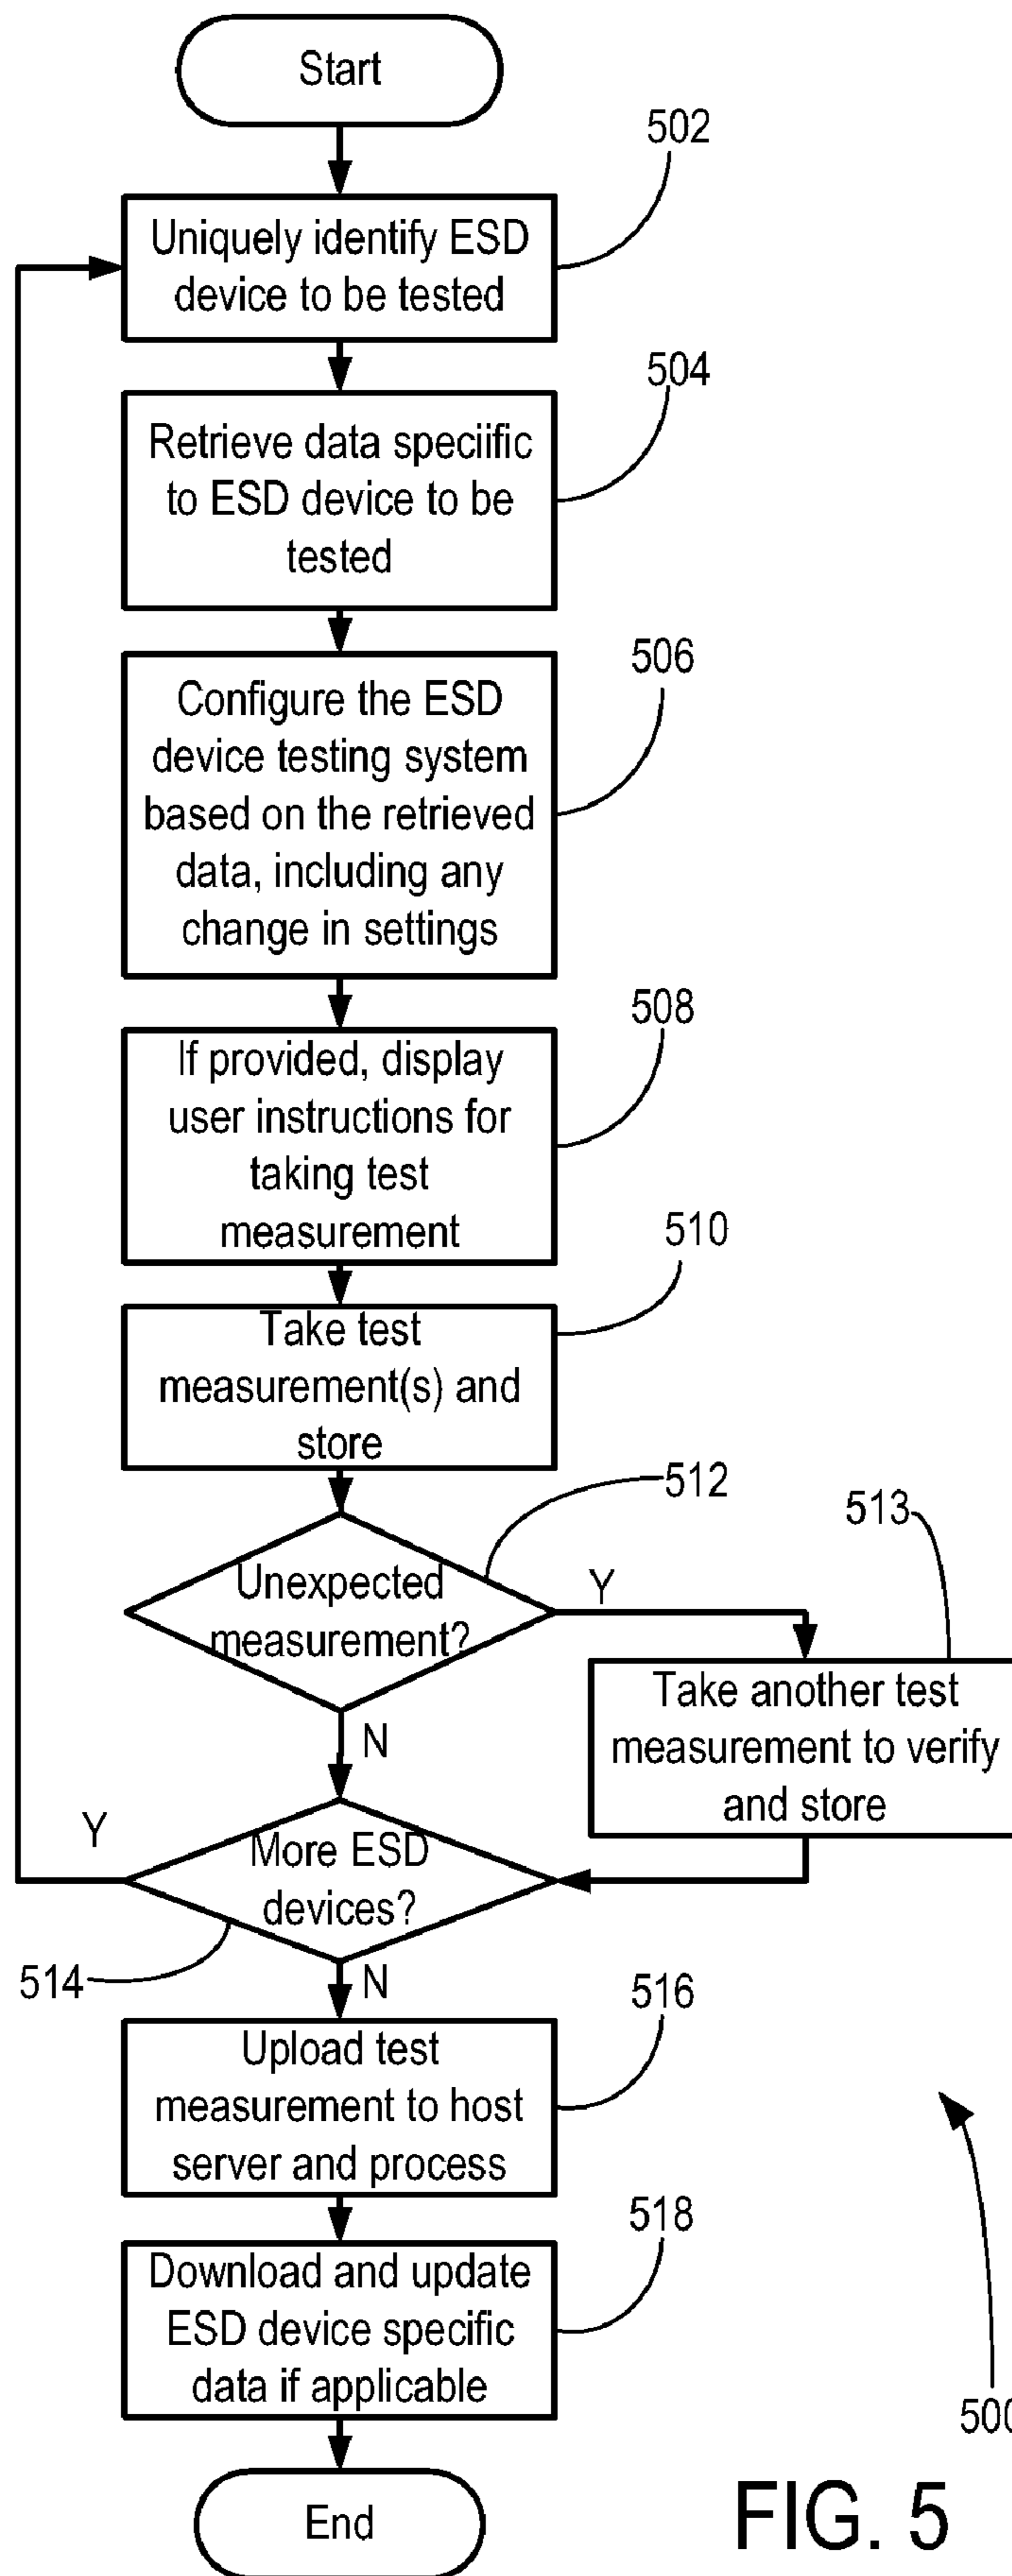 Start
502
Uniquely identify ESD
device to be tested
504
Retrieve data speciific
to ESD device to be
tested
506
Configure the ESD
device testing system
based on the retrieved
data, including any
change in settings
508
If provided, display
user instructions for
taking test
measurement
510
Take test
measurement(s) and
store
512
Unexpected
measurement?
Y
513
Take another test
measurement to verify
and store
N
Y
More ESD
devices?
514
N
516
Upload test
measurement to host
server and process
518
Download and update
ESD device specific
data if applicable
500
End
FIG. 5